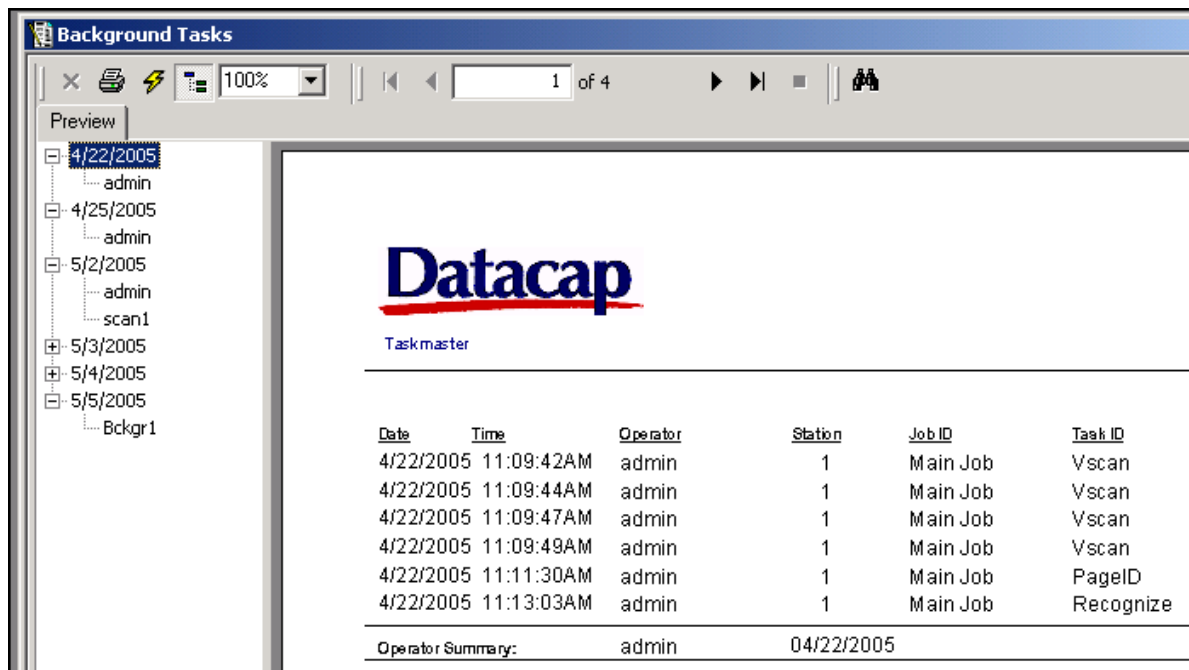 Background Tasks
100% 1 of 4
Preview
4/22/2005
admin
4/25/2005
admin
5/2/2005
admin
scan1
5/3/2005
5/4/2005
5/5/2005
Bckgr1
Datacap
Taskmaster
Date Time Operator Station Job ID Task ID
4/22/2005 11:09:42AM admin 1 Main Job Vscan
4/22/2005 11:09:44AM admin 1 Main Job Vscan
4/22/2005 11:09:47AM admin 1 Main Job Vscan
4/22/2005 11:09:49AM admin 1 Main Job Vscan
4/22/2005 11:11:30AM admin 1 Main Job PageID
4/22/2005 11:13:03AM admin 1 Main Job Recognize
Operator Summary: admin 04/22/2005